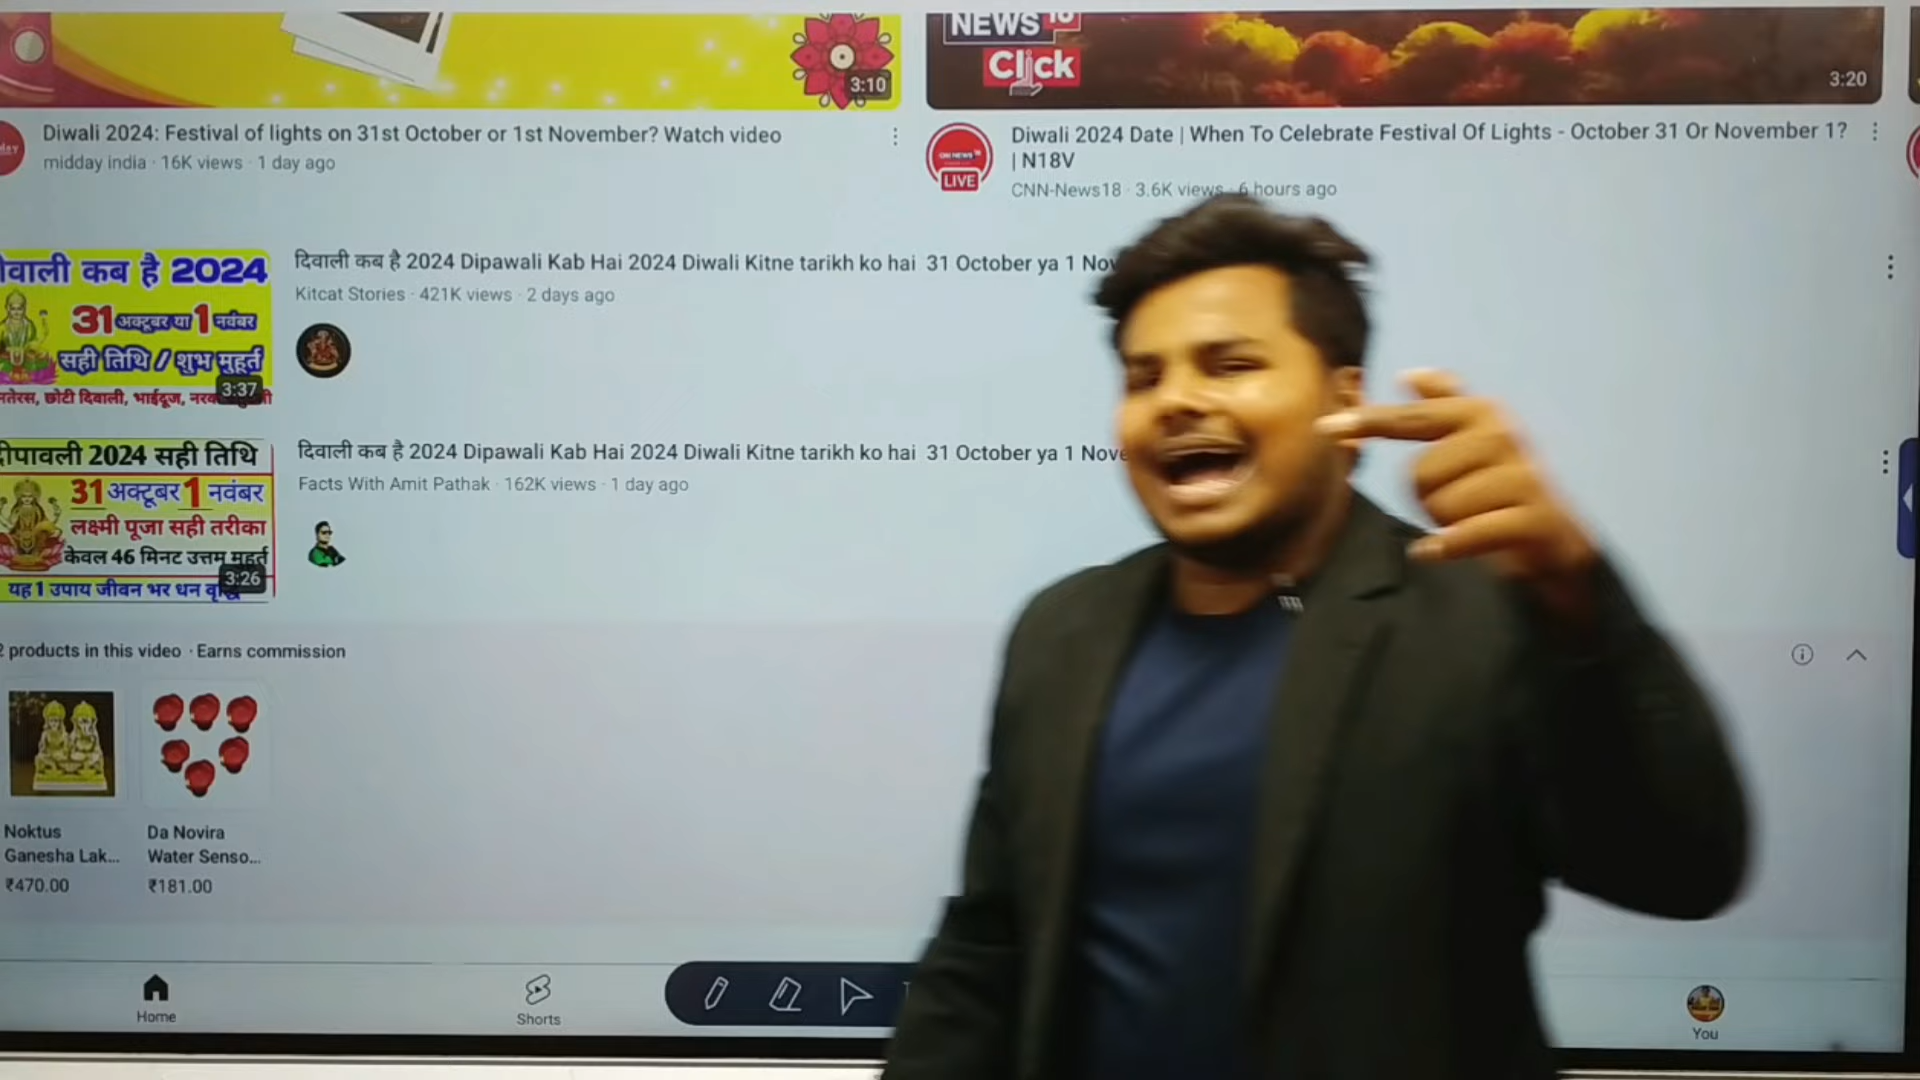 3:10
NEWS 18
Click
3:20
Diwali 2024: Festival of lights on 31st October or 1st November? Watch video
midday india · 16K views · 1 day ago
Diwali 2024 Date | When To Celebrate Festival Of Lights - October 31 Or November 1?
| N18V
LIVE
CNN-News18 · 3.6K views · 6 hours ago
कब है 2024
31 अक्टूबर या 1 नवंबर
सही तिथि / शुभ मुहूर्त
3:37
छोटी दिवाली, भाईदूज,
दिवाली कब है 2024 Dipawali Kab Hai 2024 Diwali Kitne tarikh ko hai 31 October ya 1 Nov
Kitcat Stories · 421K views · 2 days ago
2024 सही तिथि
31 अक्टूबर 1 नवंबर
लक्ष्मी पूजा सही तरीका
केवल 46 मिनट उत्तम मुहूर्त
3:26
यह 1 उपाय जीवन भर धन
दिवाली कब है 2024 Dipawali Kab Hai 2024 Diwali Kitne tarikh ko hai 31 October ya 1 Nove
Facts With Amit Pathak · 162K views · 1 day ago
2 products in this video · Earns commission
Noktus
Ganesha Lak...
₹470.00
Da Novira
Water Senso...
₹181.00
Home
Shorts
You